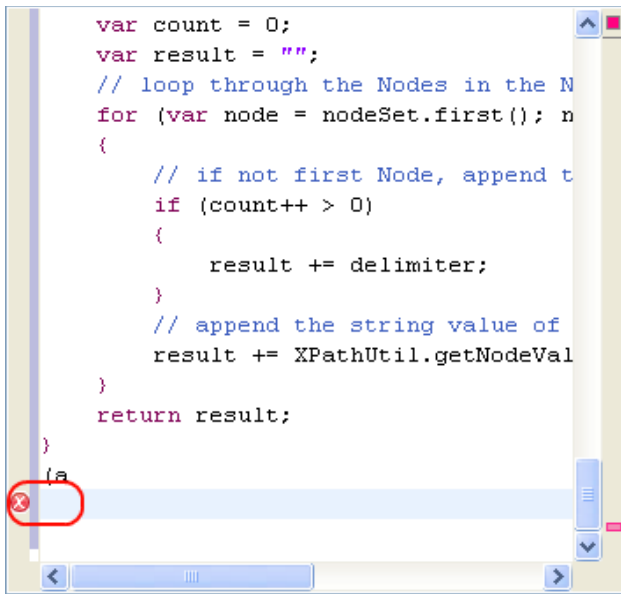 var count = 0;
var result = "";
// loop through the Nodes in the N
for (var node = nodeSet.first(); n
{
// if not first Node, append t
if (count++ > 0)
{
result += delimiter;
}
// append the string value of
result += XPathUtil.getNodeVal
}
return result;
}
(a